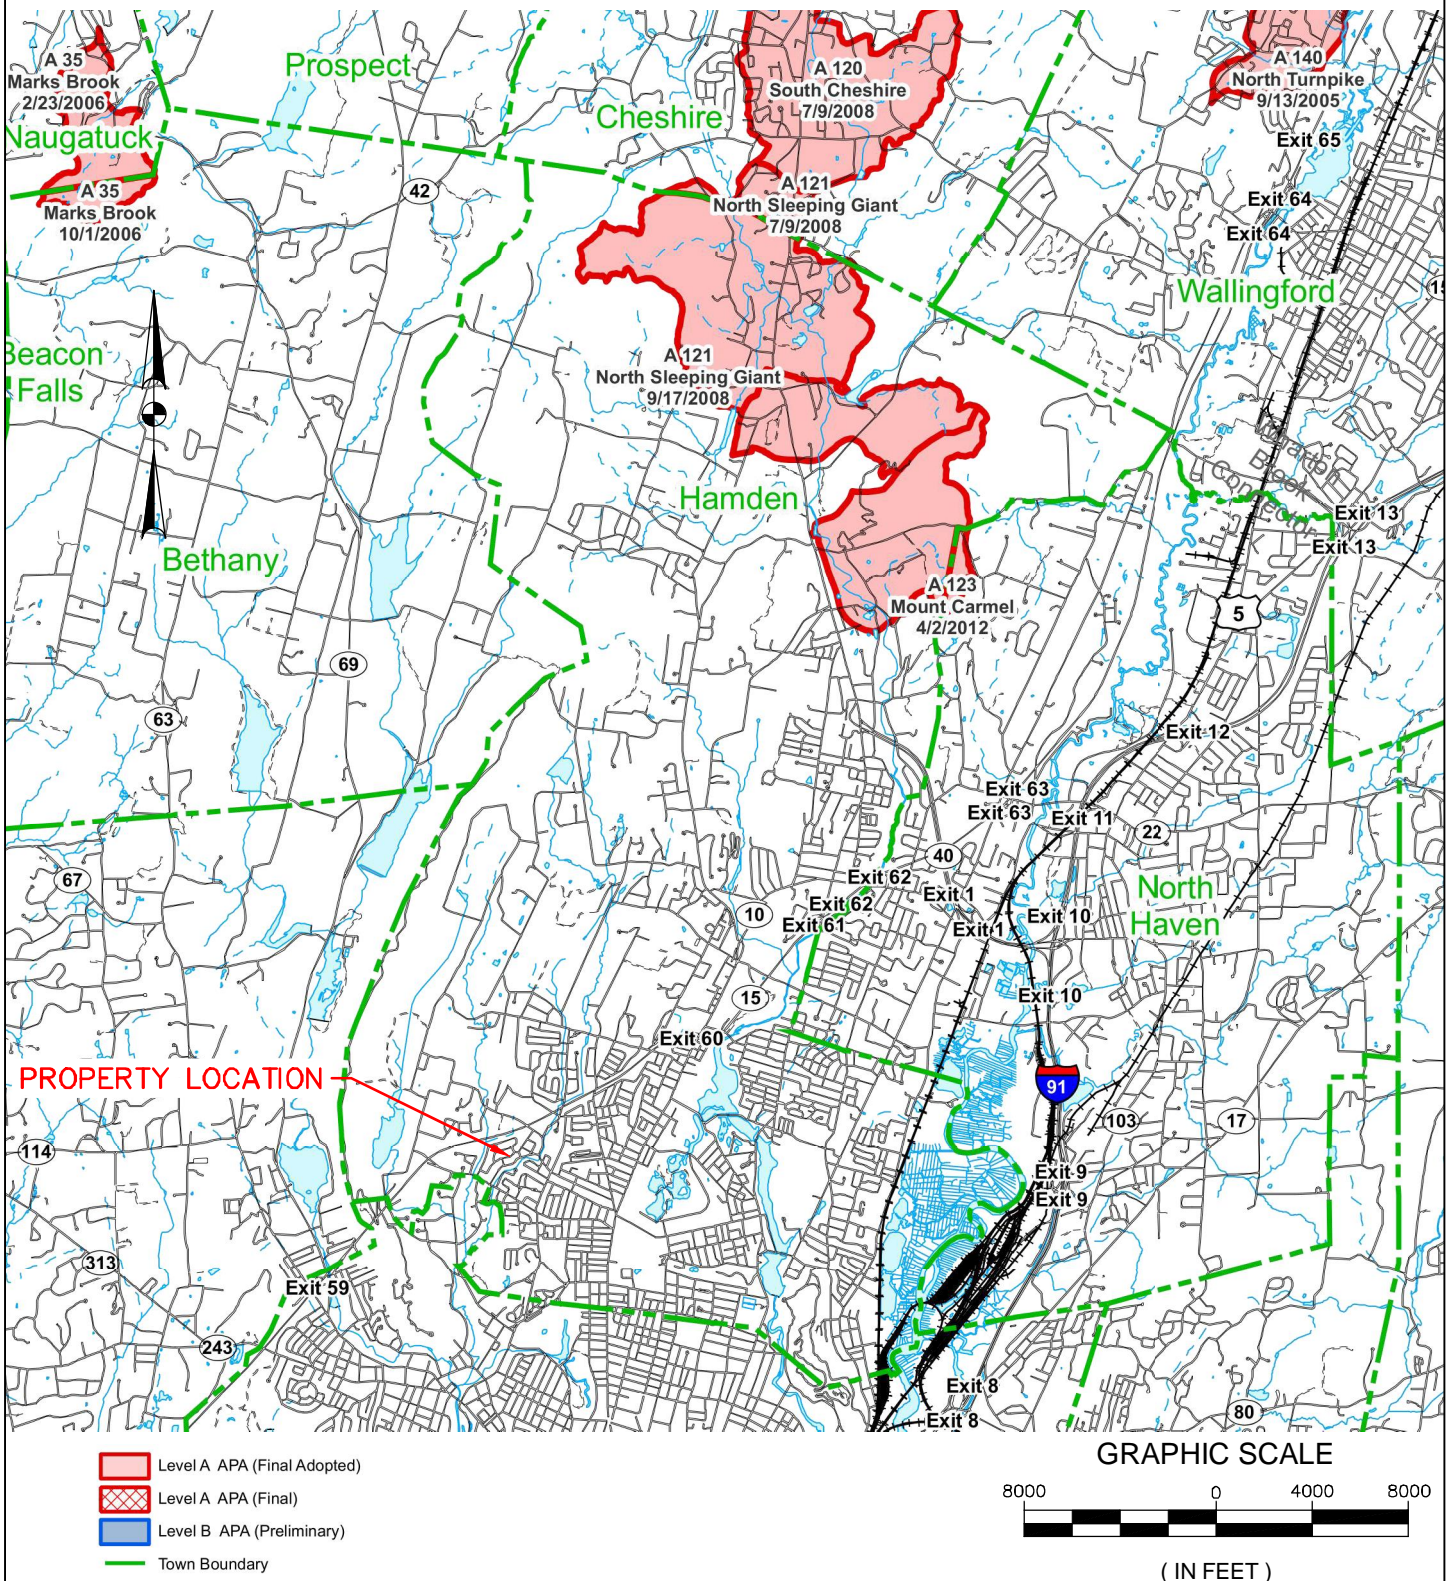 A 35
Marks Brook
2/23/2006
Prospect
Naugatuck
A 35
Marks Brook
10/1/2006
42
Cheshire
A 120
South Cheshire
7/9/2008
A 121
North Sleeping Giant
7/9/2008
A 140
North Turnpike
9/13/2005
Exit 65
Exit 64
Exit 64
Wallingford
15
Beacon
Falls
A 121
North Sleeping Giant
9/17/2008
Hamden
Wharton
Brook
Connector
Exit 13
Exit 13
Bethany
A 123
Mount Carmel
4/2/2012
5
69
63
Exit 12
Exit 63
Exit 63
Exit 11
22
40
67
Exit 62
Exit 1
Exit 62
10
Exit 61
Exit 1
Exit 10
North
Haven
15
Exit 10
Exit 60
PROPERTY LOCATION
91
103
17
114
Exit 9
Exit 9
313
Exit 59
243
Exit 8
Exit 8
80
Level A APA (Final Adopted)
Level A APA (Final)
Level B APA (Preliminary)
Town Boundary
GRAPHIC SCALE
8000 0 4000 8000
( IN FEET )